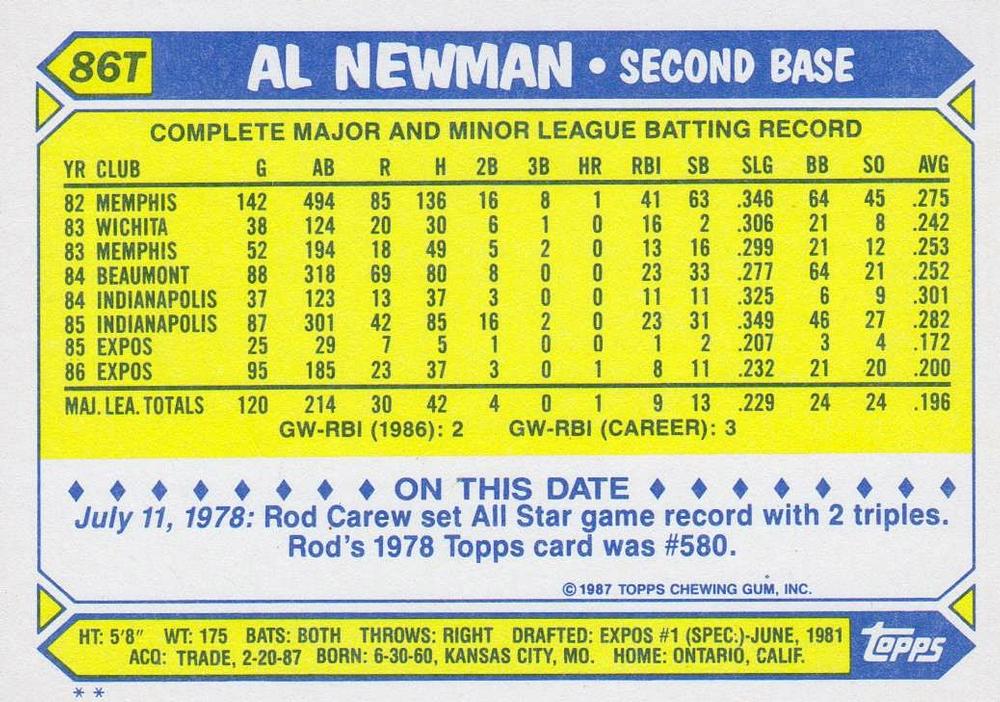 86T AL NEWMAN • SECOND BASE
COMPLETE MAJOR AND MINOR LEAGUE BATTING RECORD
YR CLUB G AB R H 2B 3B HR RBI SB SLG BB SO AVG
82 MEMPHIS 142 494 85 136 16 8 1 41 63 .346 64 45 .275
83 WICHITA 38 124 20 30 6 1 0 16 2 .306 21 8 .242
83 MEMPHIS 52 194 18 49 5 2 0 13 16 .299 21 12 .253
84 BEAUMONT 88 318 69 80 8 0 0 23 33 .277 64 21 .252
84 INDIANAPOLIS 37 123 13 37 3 0 0 11 11 .325 6 9 .301
85 INDIANAPOLIS 87 301 42 85 16 2 0 23 31 .349 46 27 .282
85 EXPOS 25 29 7 5 1 0 0 1 2 .207 3 4 .172
86 EXPOS 95 185 23 37 3 0 1 8 11 .232 21 20 .200
MAJ. LEA. TOTALS 120 214 30 42 4 0 1 9 13 .229 24 24 .196
GW-RBI (1986): 2 GW-RBI (CAREER): 3
ON THIS DATE
July 11, 1978: Rod Carew set All Star game record with 2 triples.
Rod's 1978 Topps card was #580.
© 1987 TOPPS CHEWING GUM, INC.
HT: 5'8" WT: 175 BATS: BOTH THROWS: RIGHT DRAFTED: EXPOS #1 (SPEC.)-JUNE, 1981
ACQ: TRADE, 2-20-87 BORN: 6-30-60, KANSAS CITY, MO. HOME: ONTARIO, CALIF.
topps
* *